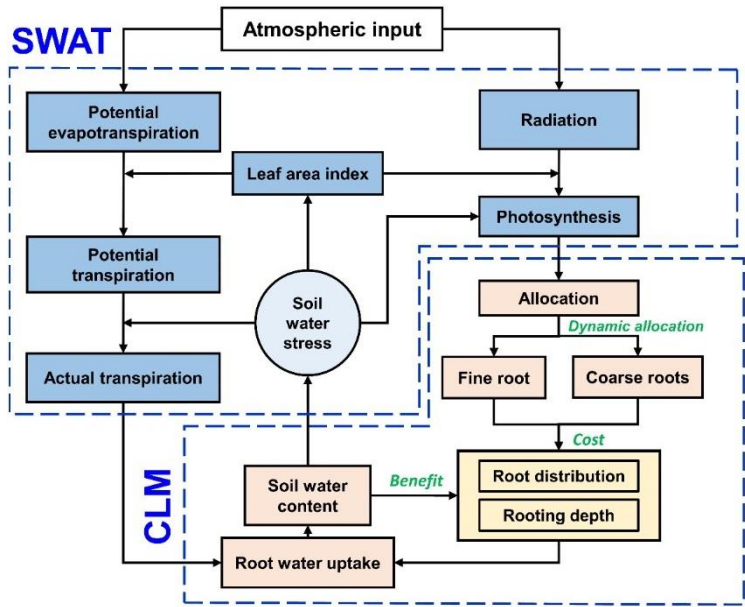 SWAT
Atmospheric input
Potential
evapotranspiration
Radiation
Leaf area index
Photosynthesis
Potential
transpiration
Soil
water
stress
Allocation
Dynamic allocation
Actual transpiration
Fine root
Coarse roots
Cost
CLM
Soil water
content
Benefit
Root distribution
Rooting depth
Root water uptake